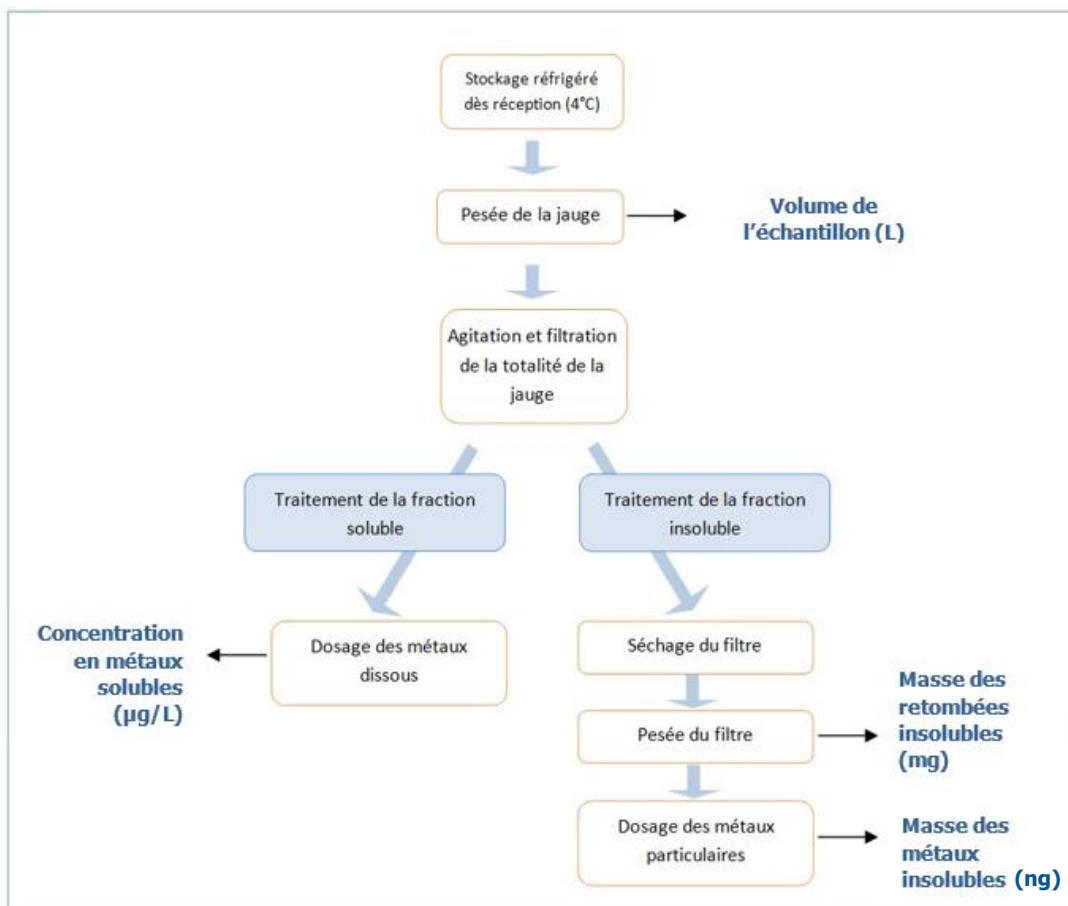 Stockage réfrigéré
dès réception (4°C)
Pesée de la jauge
Volume de
l'échantillon (L)
Agitation et filtration
de la totalité de la
jauge
Traitement de la fraction
soluble
Traitement de la fraction
insoluble
Concentration
en métaux
solubles
(µg/L)
Dosage des métaux
dissous
Séchage du filtre
Pesée du filtre
Masse des
retombées
insolubles
(mg)
Dosage des métaux
particulaires
Masse des
métaux
insolubles (ng)